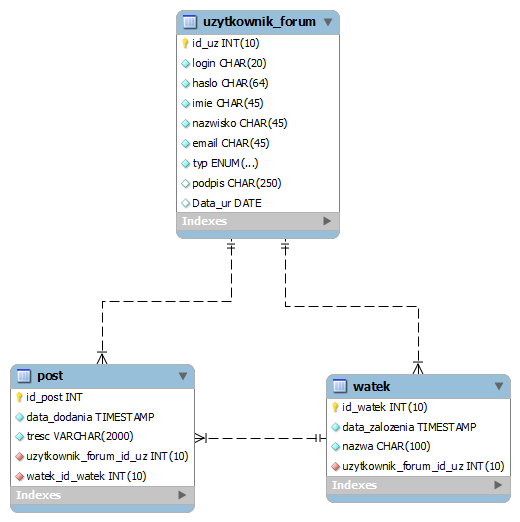 uzytkownik_forum
id_uz INT(10)
login CHAR(20)
haslo CHAR(64)
imie CHAR(45)
nazwisko CHAR(45)
email CHAR(45)
typ ENUM(...)
podpis CHAR(250)
Data_ur DATE
Indexes
post
id_post INT
data_dodania TIMESTAMP
tresc VARCHAR(2000)
uzytkownik_forum_id_uz INT(10)
watek_id_watek INT(10)
Indexes
watek
id_watek INT(10)
data_zalozenia TIMESTAMP
nazwa CHAR(100)
uzytkownik_forum_id_uz INT(10)
Indexes